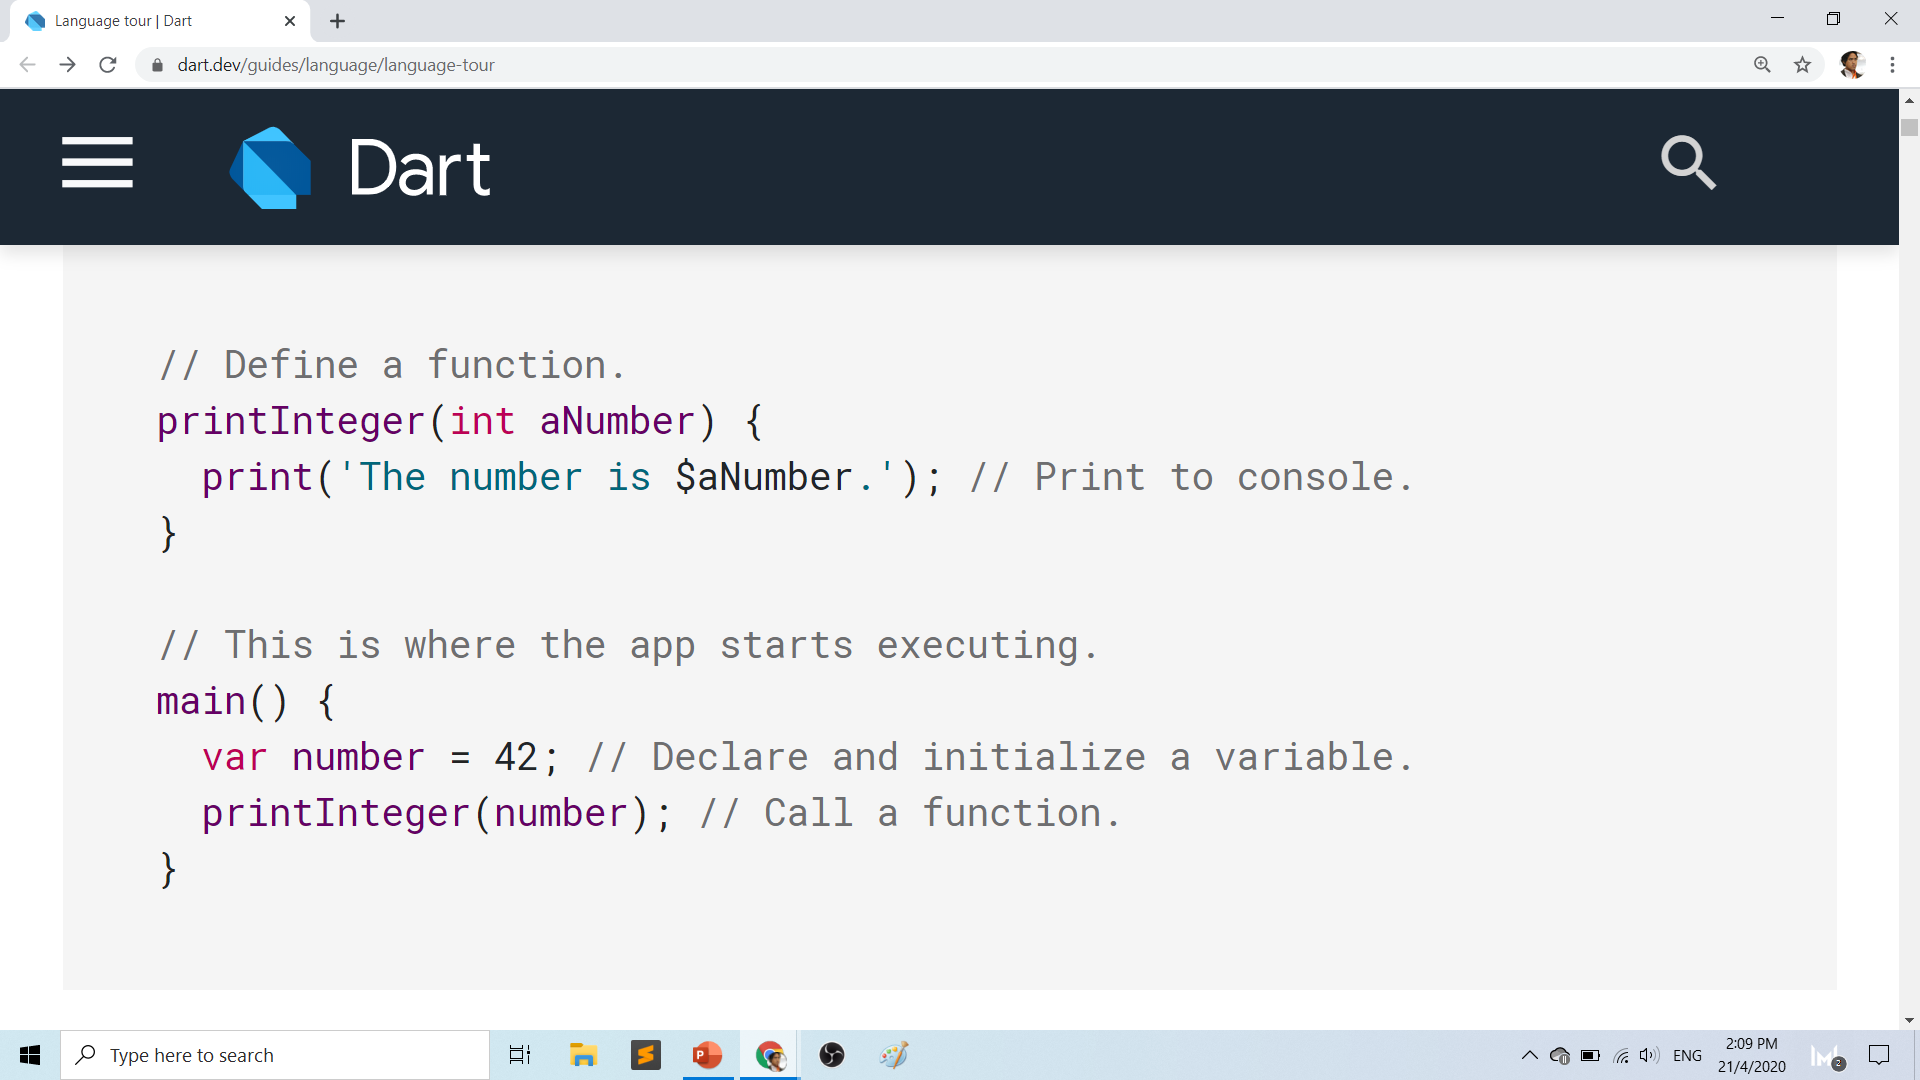 Language tour | Dart
dart.dev/guides/language/language-tour
Dart
// Define a function.
printInteger(int aNumber) {
  print('The number is $aNumber.'); // Print to console.
}
// This is where the app starts executing.
main() {
  var number = 42; // Declare and initialize a variable.
  printInteger(number); // Call a function.
}
Type here to search
P
ENG
2:09 PM
21/4/2020
2